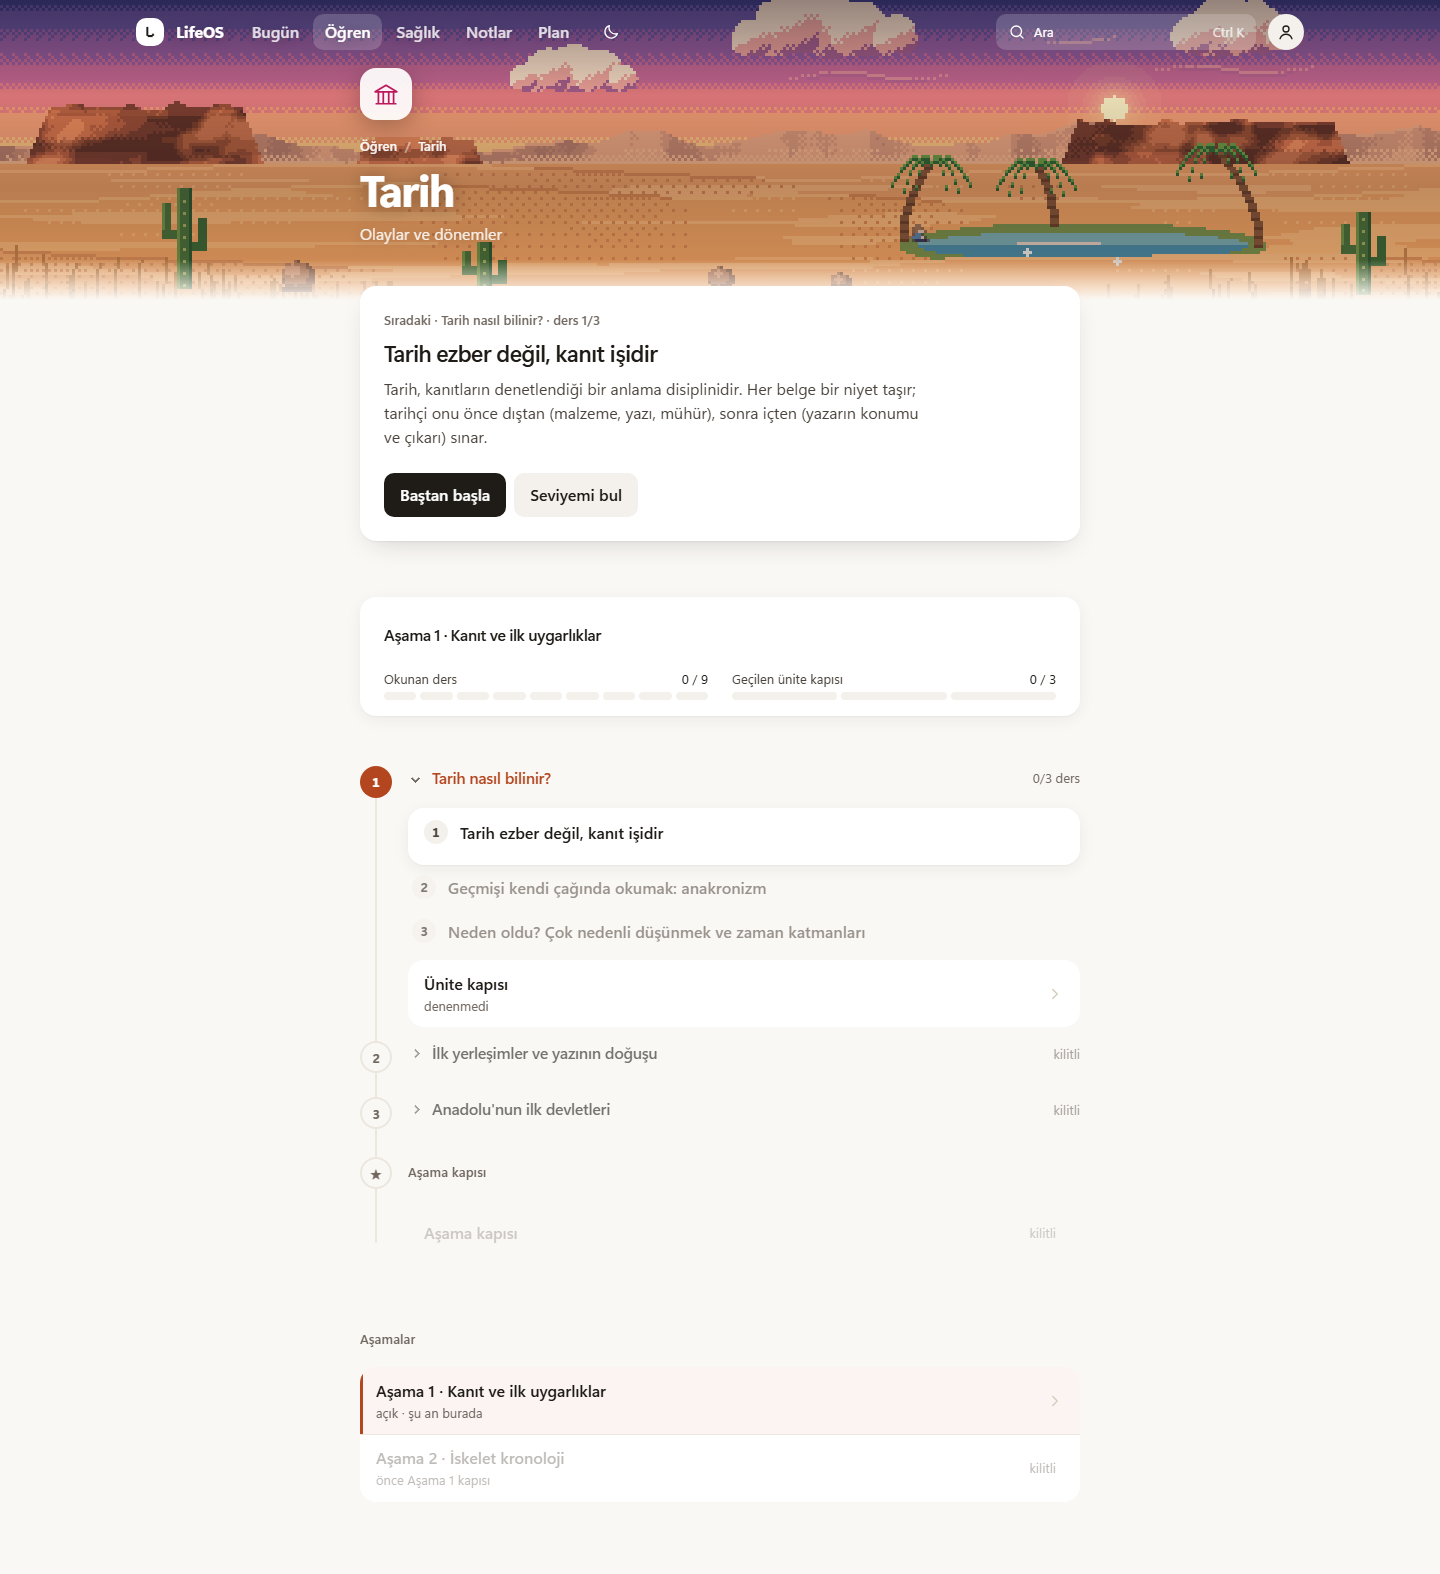 LifeOS
Bugün
Öğren
Sağlık
Notlar
Plan
Ara
Ctrl K
Öğren / Tarih
Tarih
Olaylar ve dönemler
Sıradaki · Tarih nasıl bilinir? · ders 1/3
Tarih ezber değil, kanıt işidir
Tarih, kanıtların denetlendiği bir anlama disiplinidir. Her belge bir niyet taşır;
tarihçi onu önce dıştan (malzeme, yazı, mühür), sonra içten (yazarın konumu
ve çıkarı) sınar.
Baştan başla
Seviyemi bul
Aşama 1 · Kanıt ve ilk uygarlıklar
Okunan ders
0 / 9
Geçilen ünite kapısı
0 / 3
1
Tarih nasıl bilinir?
0/3 ders
1
Tarih ezber değil, kanıt işidir
2
Geçmişi kendi çağında okumak: anakronizm
3
Neden oldu? Çok nedenli düşünmek ve zaman katmanları
Ünite kapısı
denenmedi
2
İlk yerleşimler ve yazının doğuşu
kilitli
3
Anadolu'nun ilk devletleri
kilitli
Aşama kapısı
Aşama kapısı
kilitli
Aşamalar
Aşama 1 · Kanıt ve ilk uygarlıklar
açık · şu an burada
Aşama 2 · İskelet kronoloji
önce Aşama 1 kapısı
kilitli